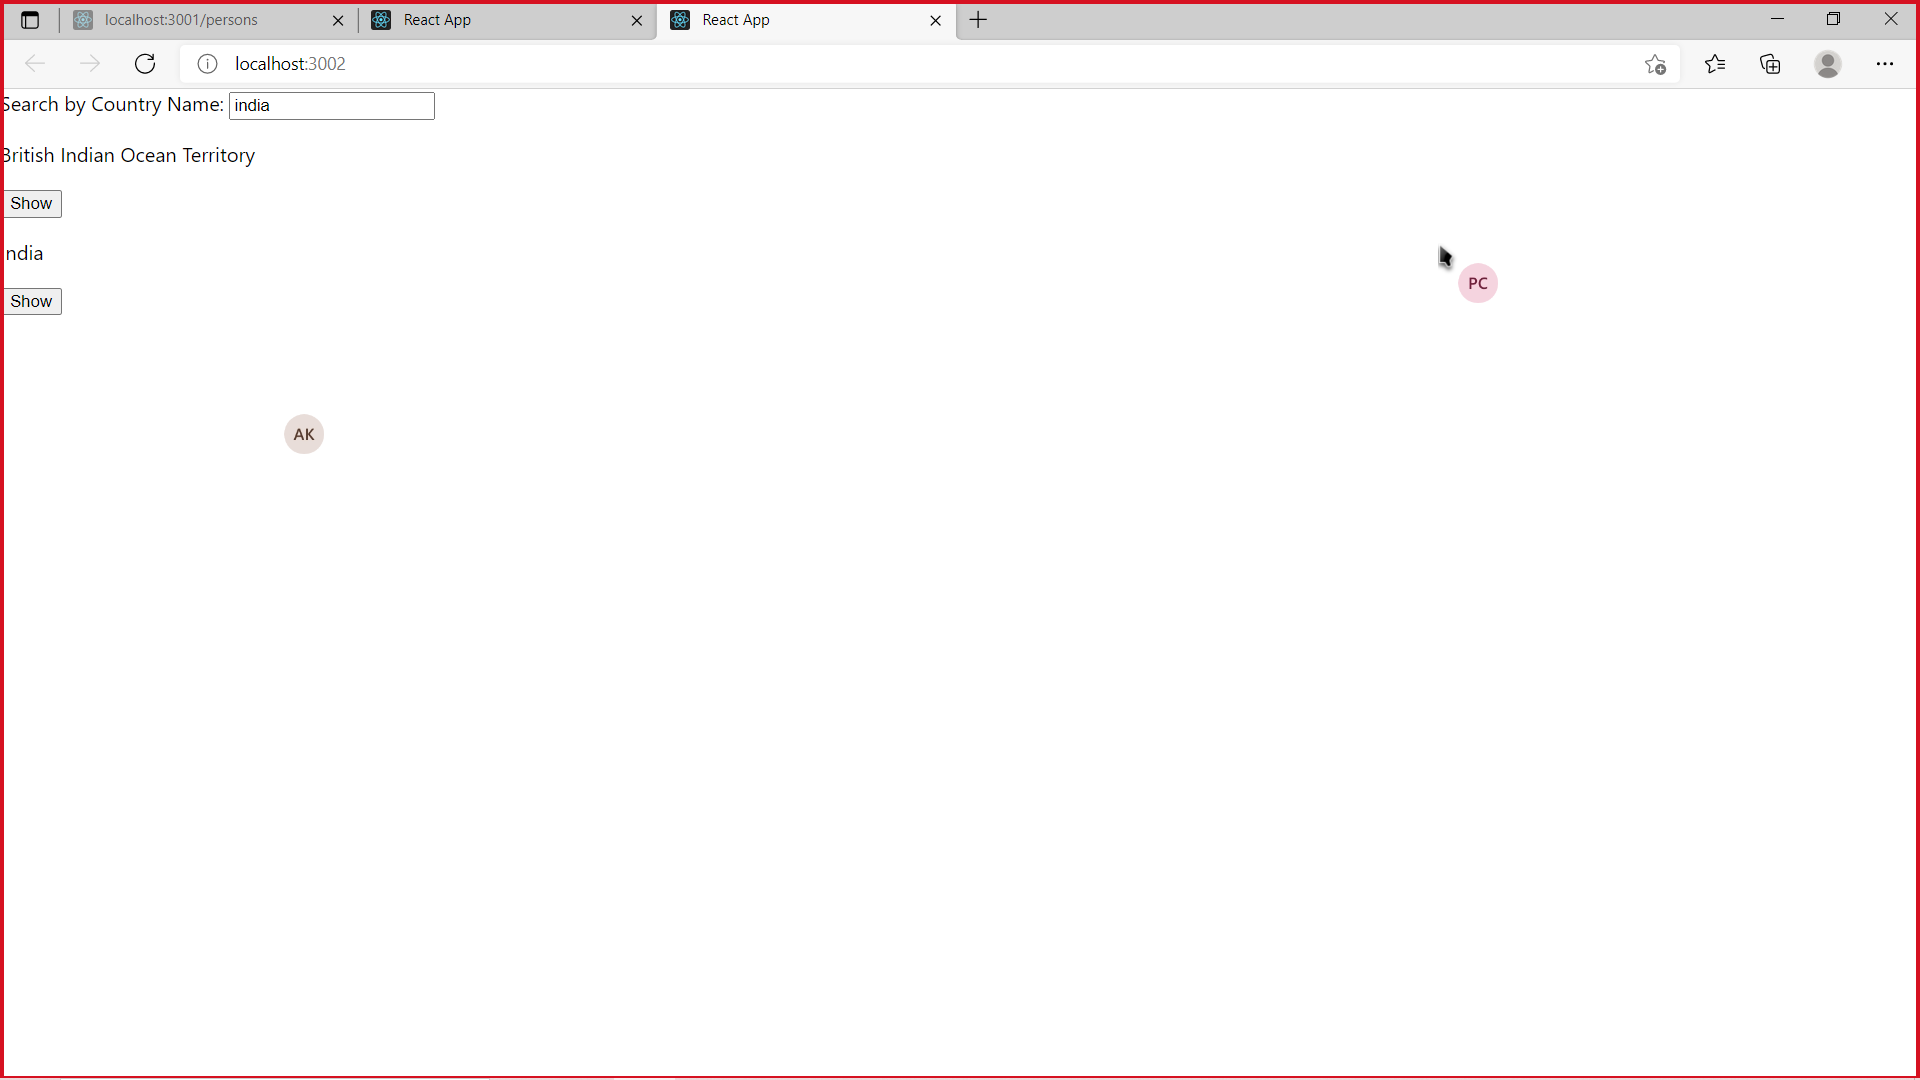 localhost:3001/persons
React App
React App
localhost:3002
Search by Country Name: india
British Indian Ocean Territory
Show
ndia
Show
PC
AK